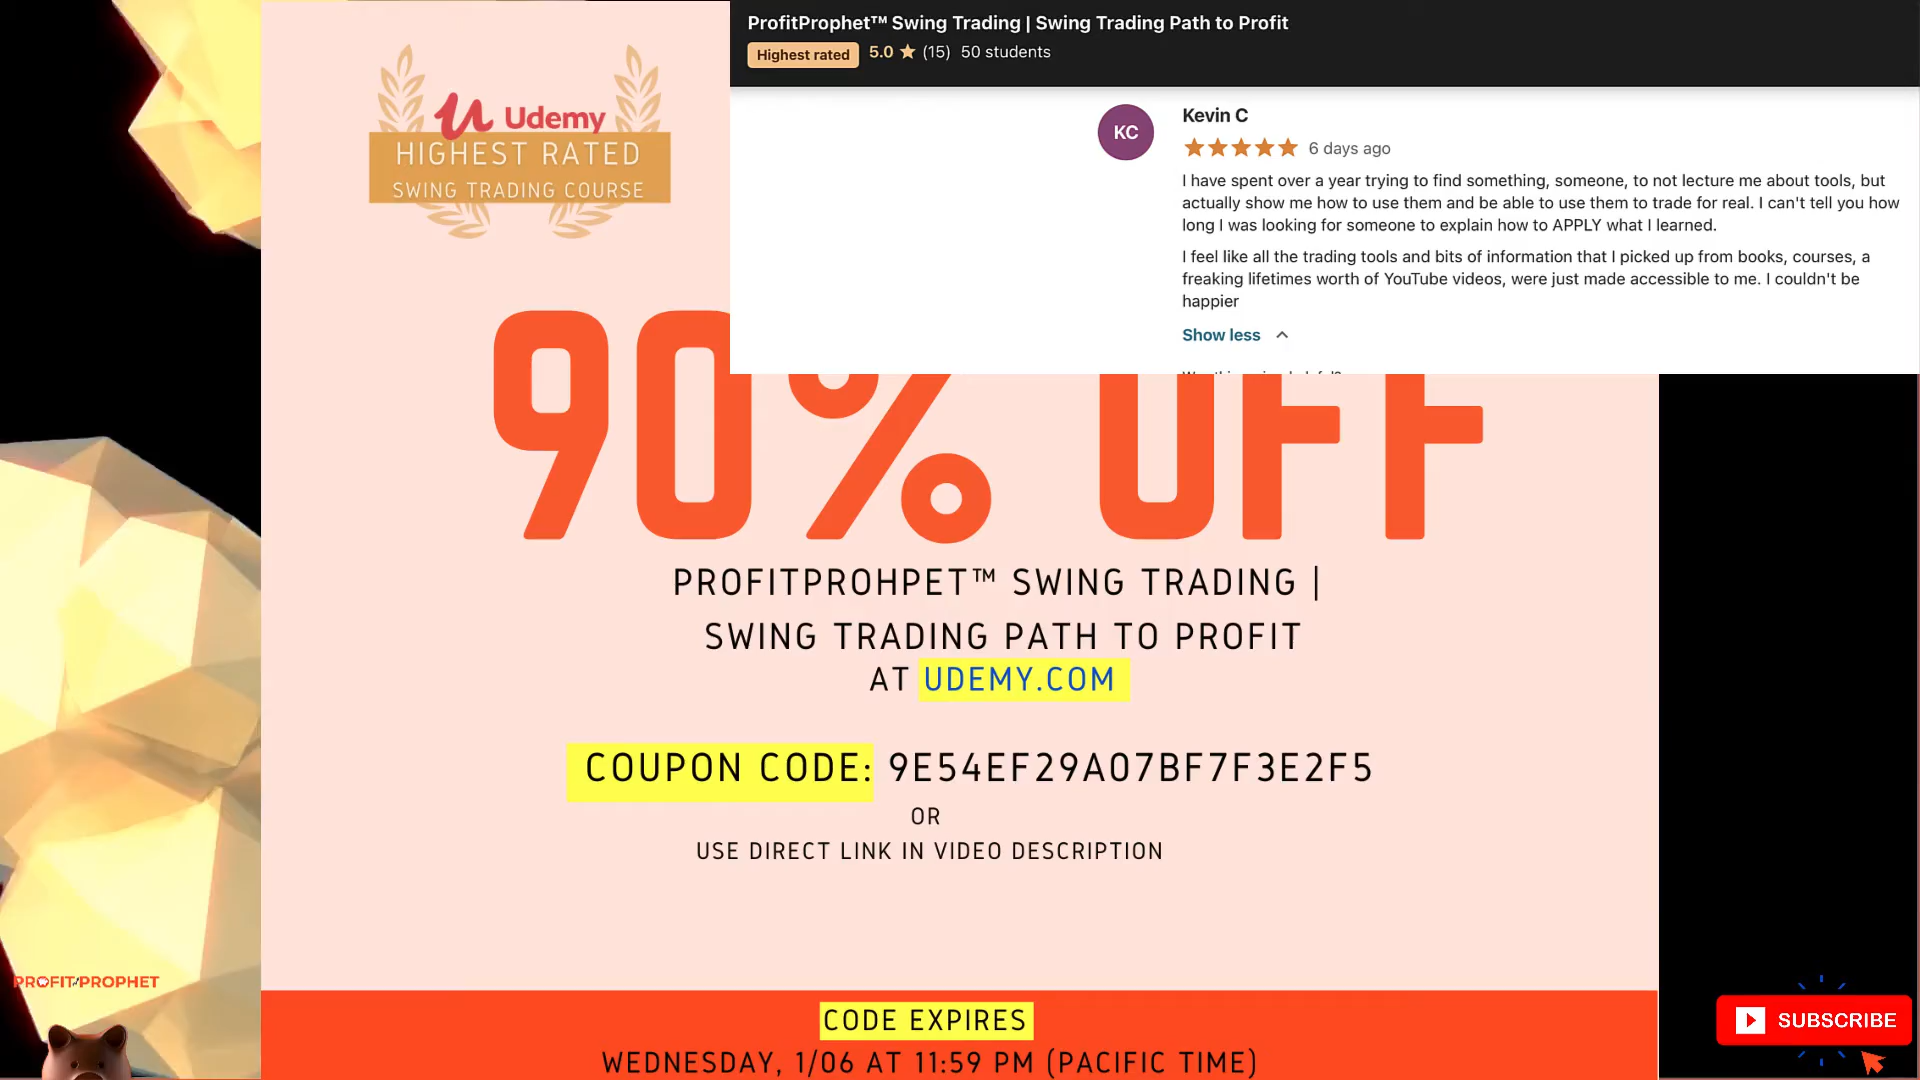 ProfitProphet™ Swing Trading | Swing Trading Path to Profit
Highest rated 5.0 (15) 50 students
Udemy
HIGHEST RATED
SWING TRADING COURSE
KC
Kevin C
6 days ago
I have spent over a year trying to find something, someone, to not lecture me about tools, but
actually show me how to use them and be able to use them to trade for real. I can't tell you how
long I was looking for someone to explain how to APPLY what I learned.
I feel like all the trading tools and bits of information that I picked up from books, courses, a
freaking lifetimes worth of YouTube videos, were just made accessible to me. I couldn't be
happier
Show less
90% OFF
PROFITPROHPET™ SWING TRADING |
SWING TRADING PATH TO PROFIT
AT UDEMY.COM
COUPON CODE: 9E54EF29A07BF7F3E2F5
OR
USE DIRECT LINK IN VIDEO DESCRIPTION
PROFIT PROPHET
CODE EXPIRES
WEDNESDAY, 1/06 AT 11:59 PM (PACIFIC TIME)
SUBSCRIBE